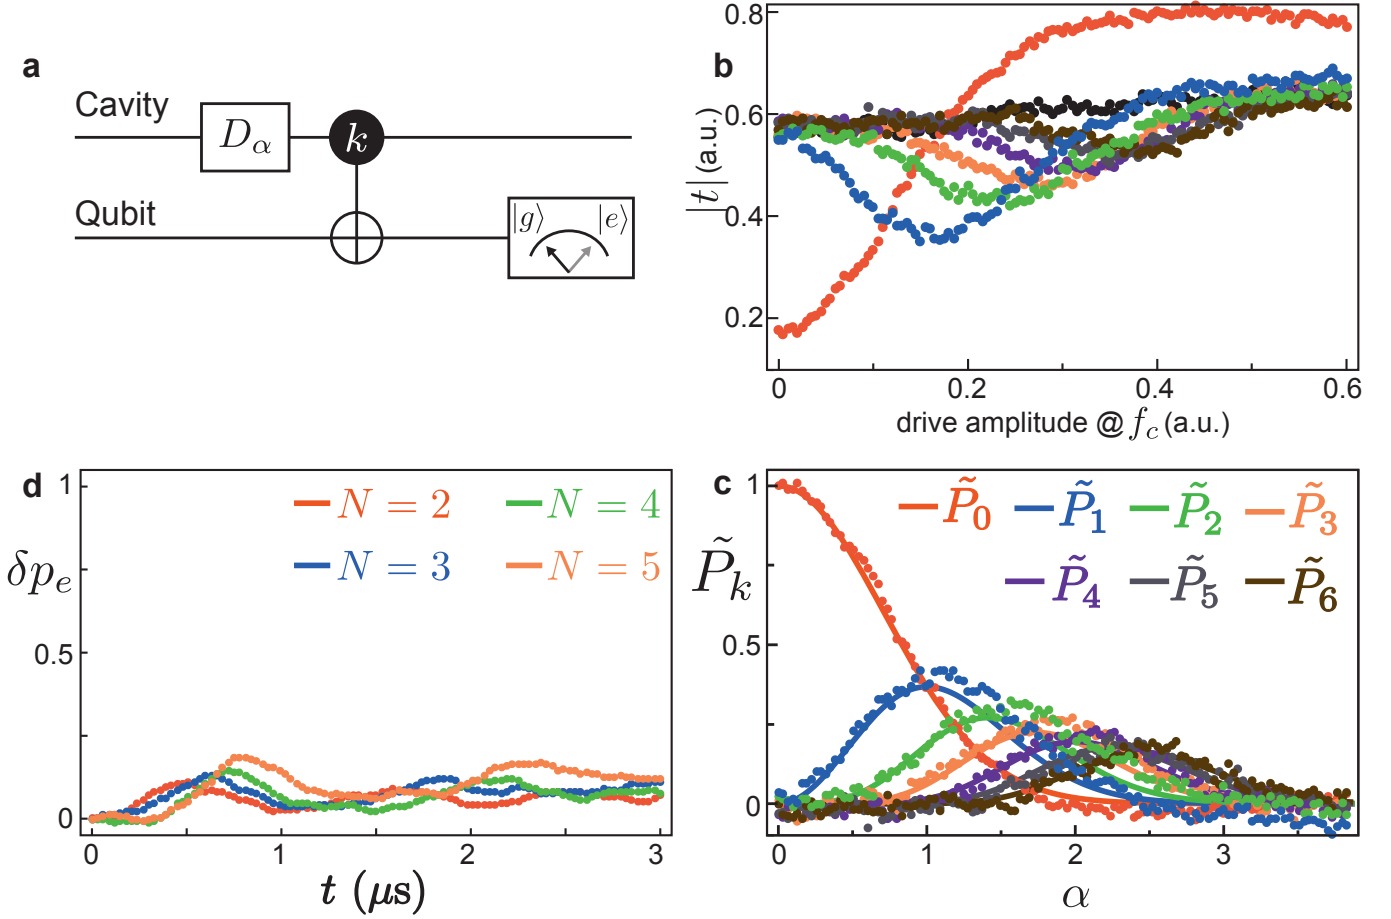 a
Cavity
D_α
k
Qubit
|g⟩ |e⟩
b
0.8
0.6
0.4
0.2
|t| (a.u.)
0 0.2 0.4 0.6
drive amplitude @ f_c (a.u.)
d
1
0.5
0
δp_e
N = 2 N = 4
N = 3 N = 5
0 1 2 3
t (μs)
c
1
0.5
0
P̃_k
P̃_0 P̃_1 P̃_2 P̃_3
P̃_4 P̃_5 P̃_6
0 1 2 3
α